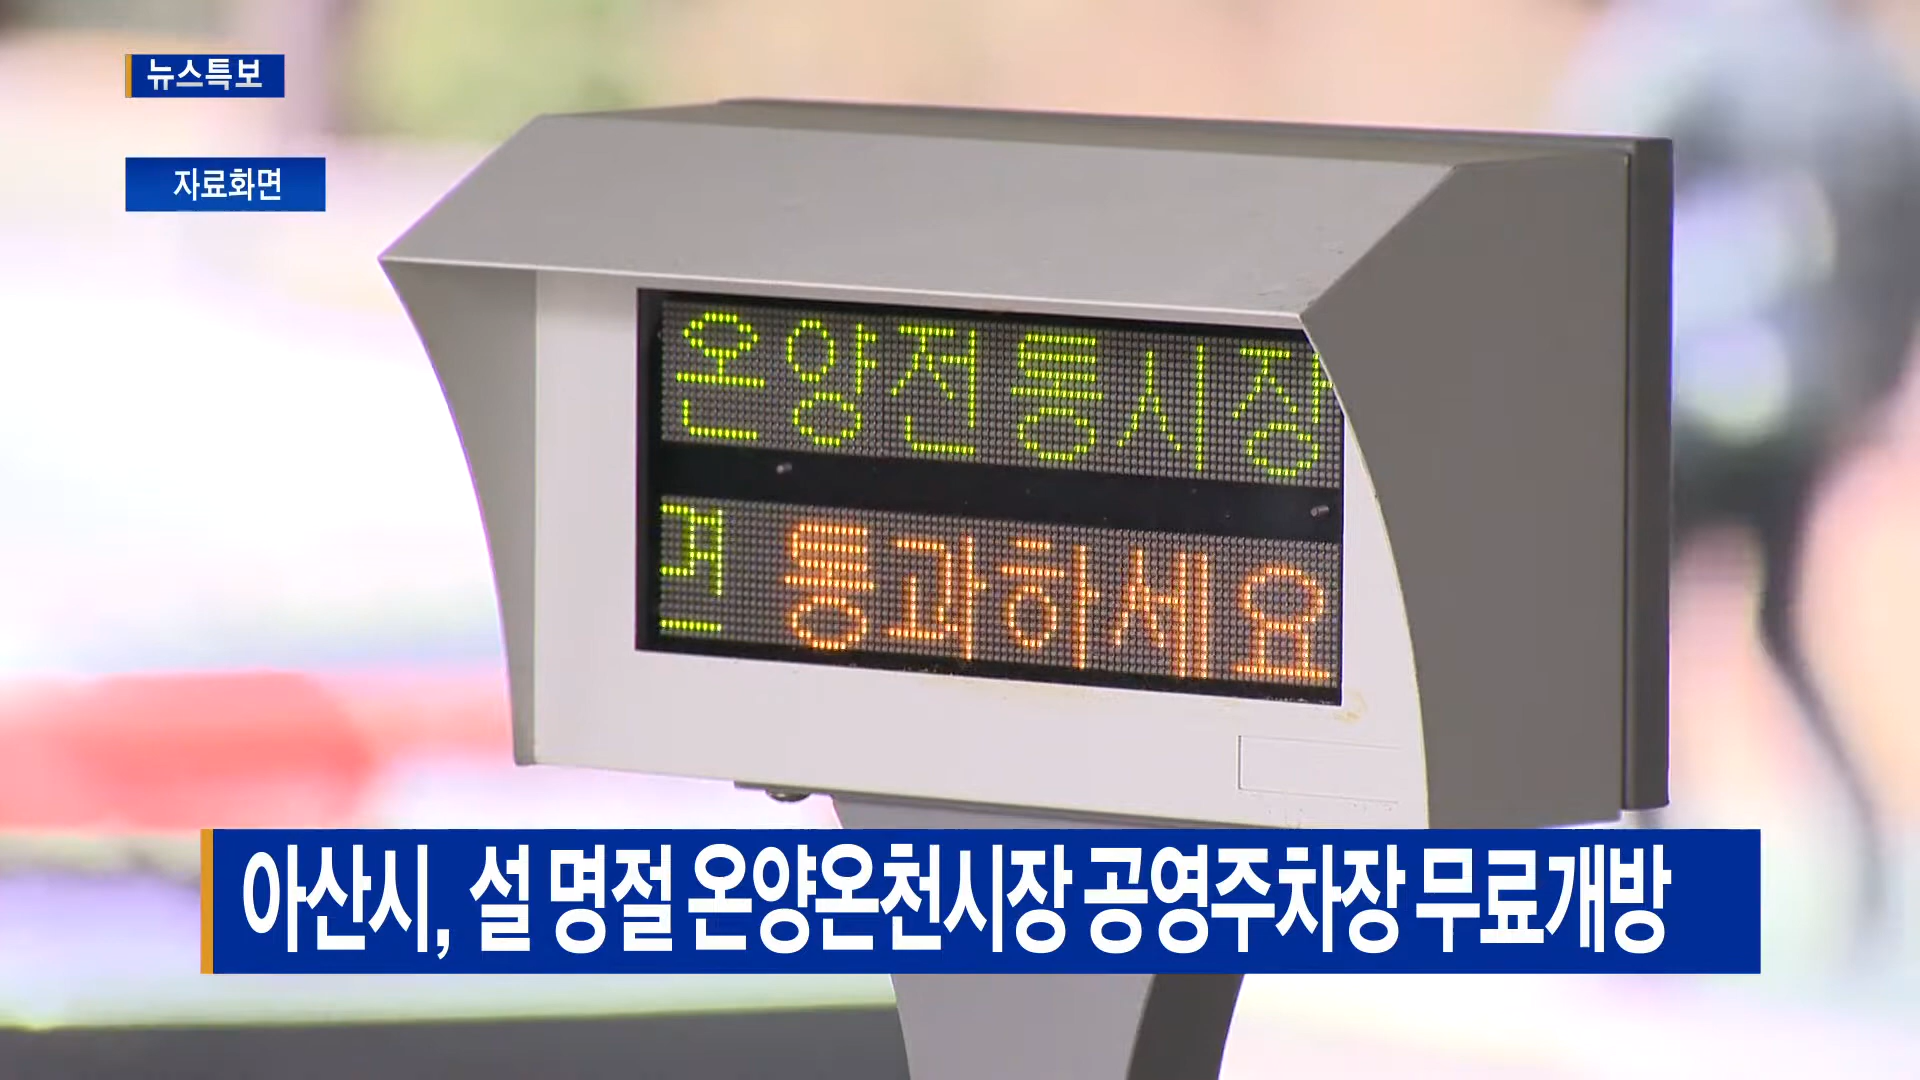 뉴스특보
자료화면
온양전통시장
통과하세요
아산시, 설 명절 온양온천시장 공영주차장 무료개방